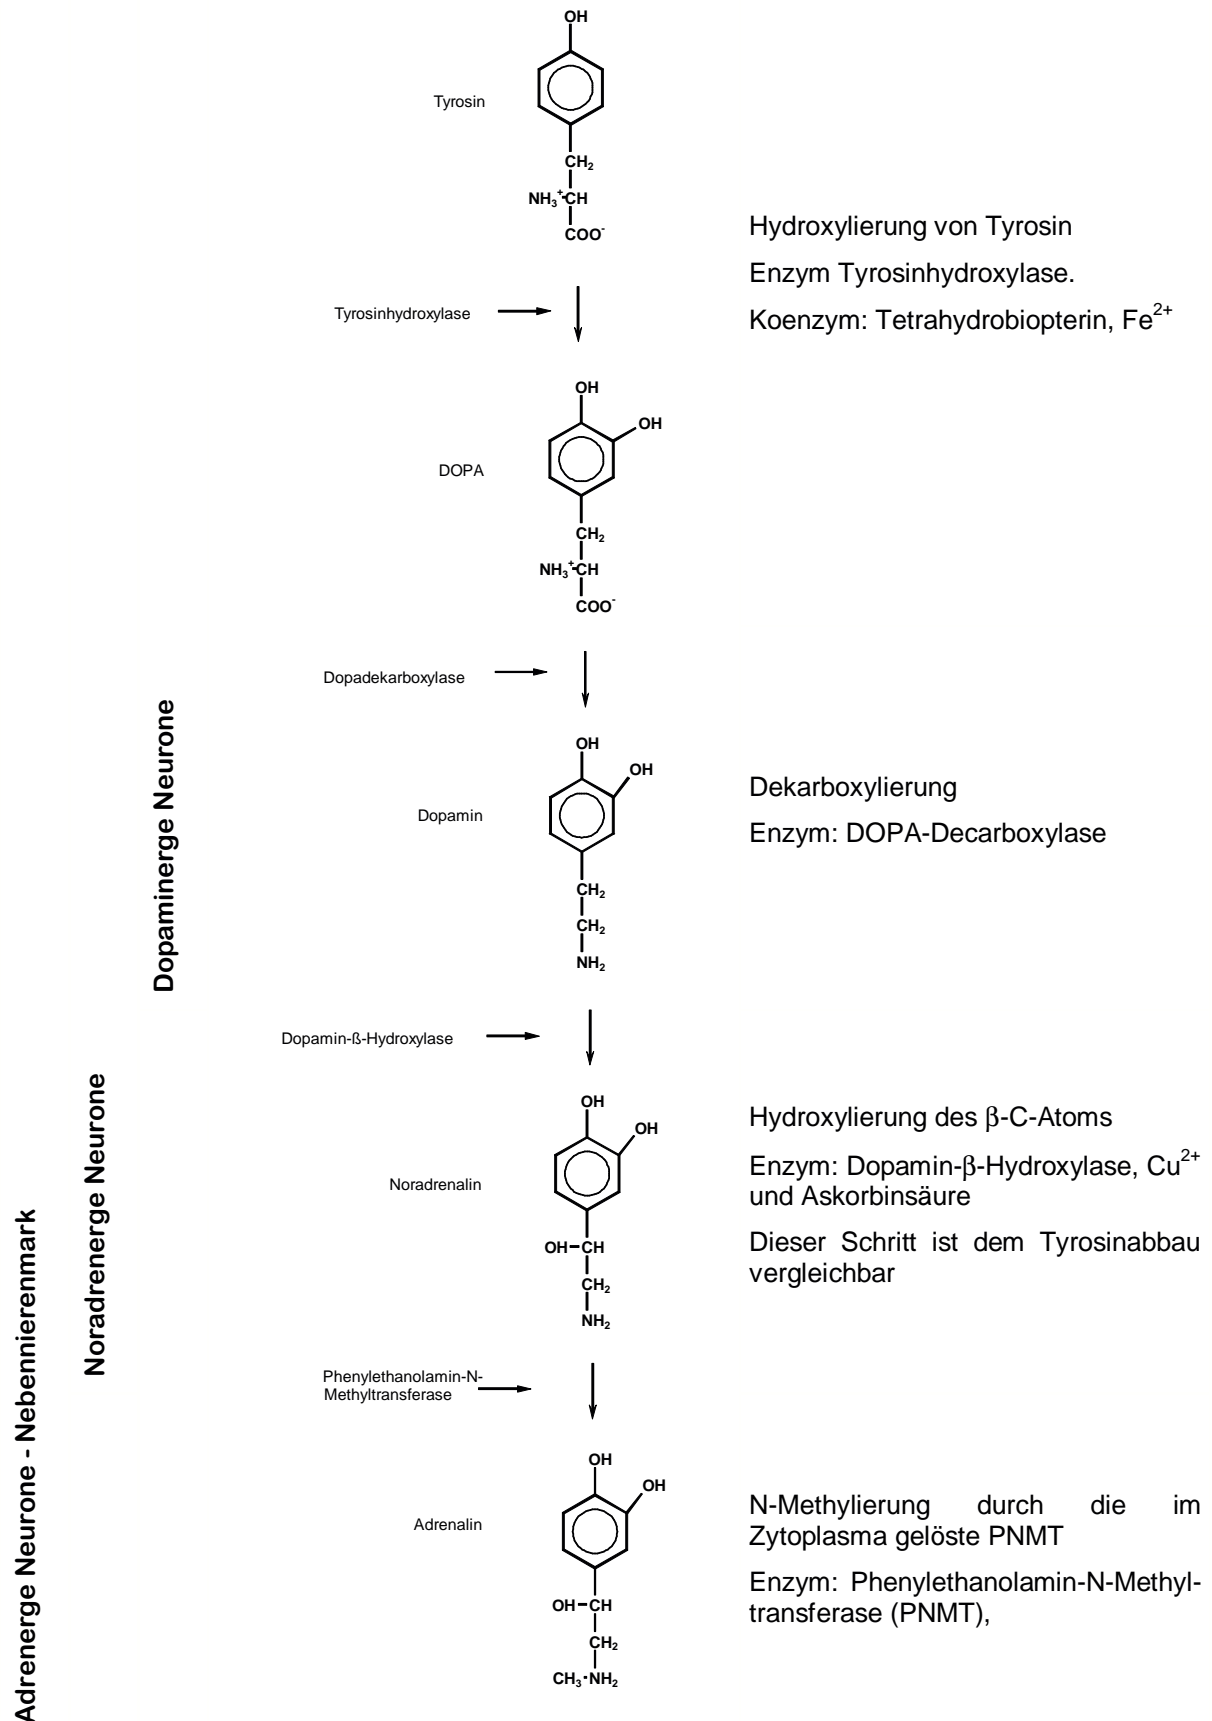 OH
Tyrosin
CH₂
NH₃⁺-CH
COO⁻
Hydroxylierung von Tyrosin
Enzym Tyrosinhydroxylase.
Koenzym: Tetrahydrobiopterin, Fe²⁺
Tyrosinhydroxylase
OH
OH
DOPA
CH₂
NH₃⁺-CH
COO⁻
Dopadekarboxylase
OH
OH
Dopamin
CH₂
CH₂
NH₂
Dekarboxylierung
Enzym: DOPA-Decarboxylase
Dopaminerge Neurone
Dopamin-ß-Hydroxylase
OH
OH
Noradrenalin
OH-CH
CH₂
NH₂
Hydroxylierung des β-C-Atoms
Enzym: Dopamin-β-Hydroxylase, Cu²⁺
und Askorbinsäure
Dieser Schritt ist dem Tyrosinabbau
vergleichbar
Noradrenerge Neurone
Phenylethanolamin-N-
Methyltransferase
OH
OH
Adrenalin
OH-CH
CH₂
CH₃-NH₂
N-Methylierung durch die im
Zytoplasma gelöste PNMT
Enzym: Phenylethanolamin-N-Methyl-
transferase (PNMT),
Adrenerge Neurone - Nebennierenmark